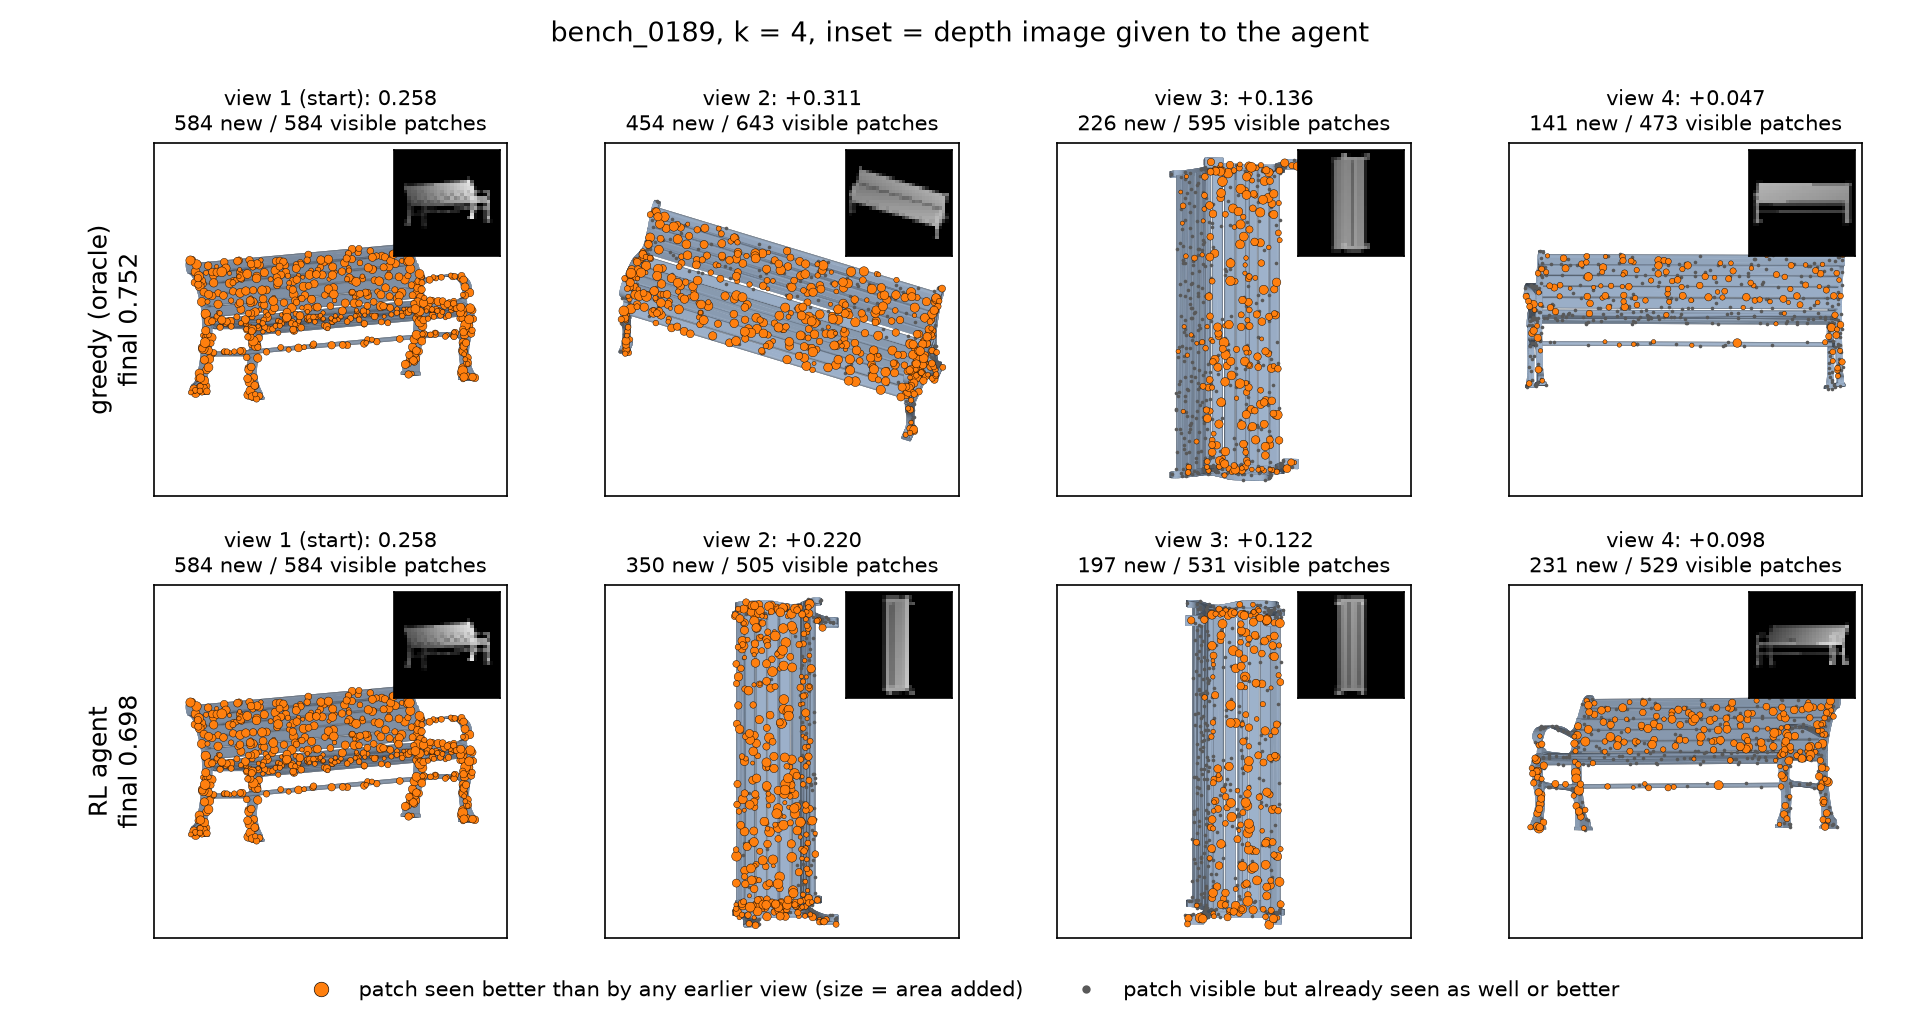 bench_0189, k = 4, inset = depth image given to the agent
view 1 (start): 0.258
584 new / 584 visible patches
view 2: +0.311
454 new / 643 visible patches
view 3: +0.136
226 new / 595 visible patches
view 4: +0.047
141 new / 473 visible patches
greedy (oracle)
final 0.752
view 1 (start): 0.258
584 new / 584 visible patches
view 2: +0.220
350 new / 505 visible patches
view 3: +0.122
197 new / 531 visible patches
view 4: +0.098
231 new / 529 visible patches
RL agent
final 0.698
patch seen better than by any earlier view (size = area added)
patch visible but already seen as well or better